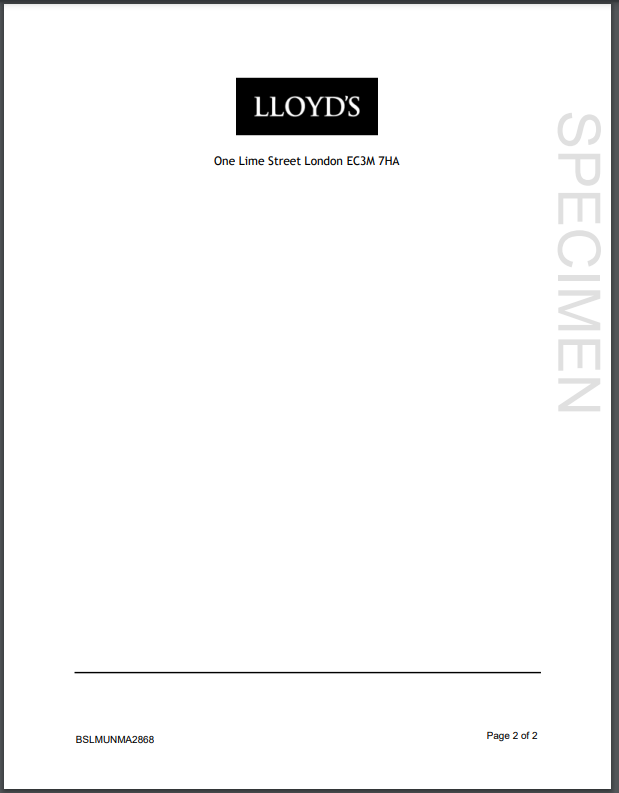 LLOYD'S
One Lime Street London EC3M 7HA
SPECIMEN
BSLMUNMA2868
Page 2 of 2